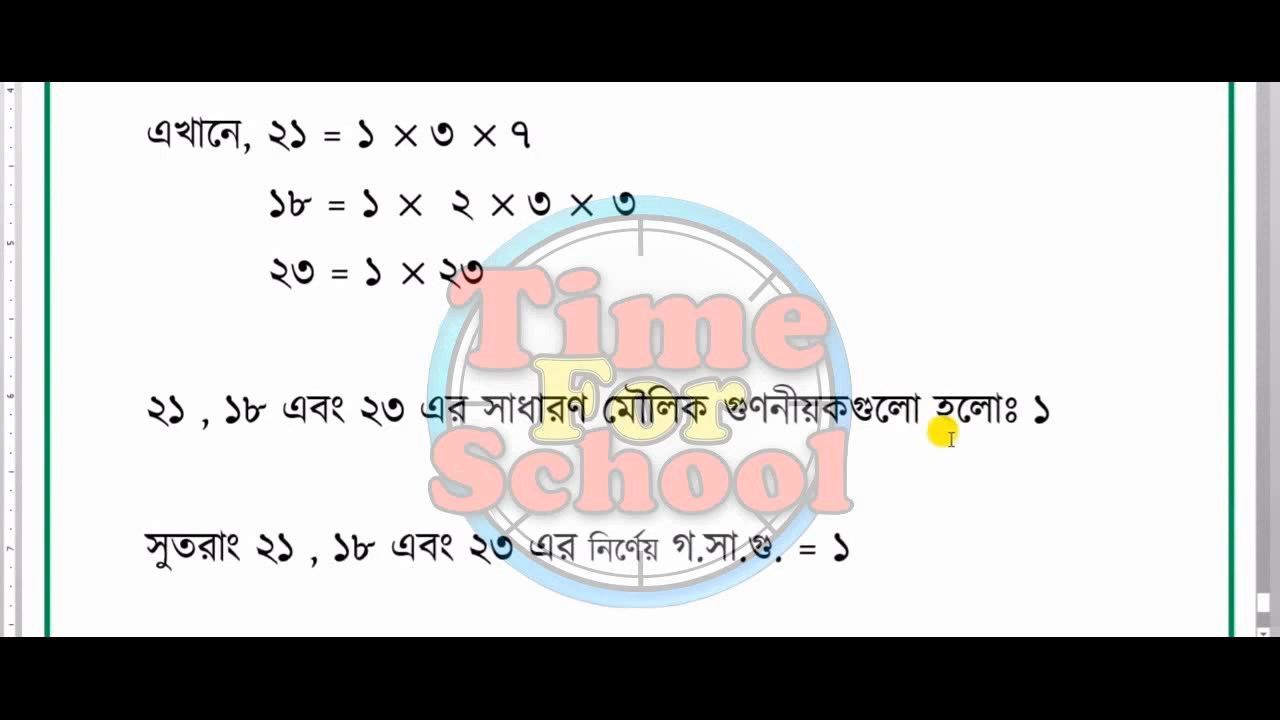 এখানে, ২১ = ১ × ৩ × ৭
১৮ = ১ × ২ × ৩ × ৩
২৩ = ১ × ২৩
Time
For
School
২১ , ১৮ এবং ২৩ এর সাধারণ মৌলিক গুণনীয়কগুলো হলোঃ ১
সুতরাং ২১ , ১৮ এবং ২৩ এর নির্ণেয় গ.সা.গু. = ১